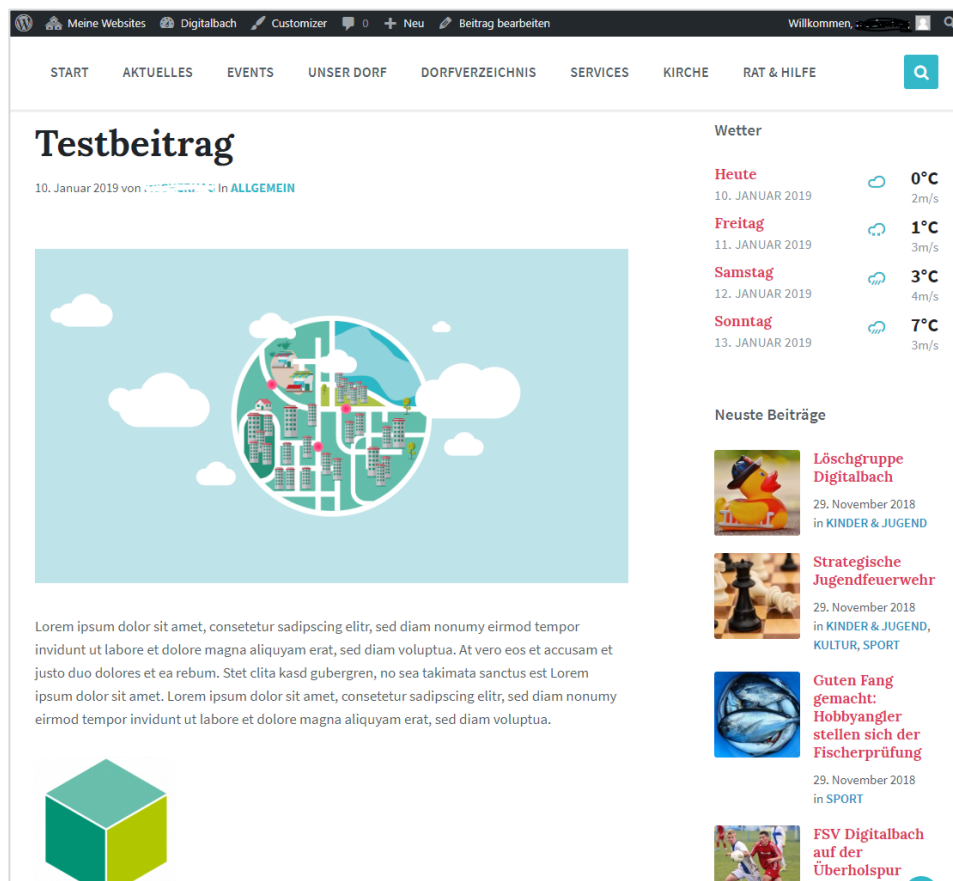 Meine Websites Digitalbach Customizer 0 Neu Beitrag bearbeiten Willkommen,
START AKTUELLES EVENTS UNSER DORF DORFVERZEICHNIS SERVICES KIRCHE RAT & HILFE
Testbeitrag
10. Januar 2019 von In ALLGEMEIN
Lorem ipsum dolor sit amet, consetetur sadipscing elitr, sed diam nonumy eirmod tempor
invidunt ut labore et dolore magna aliquyam erat, sed diam voluptua. At vero eos et accusam et
justo duo dolores et ea rebum. Stet clita kasd gubergren, no sea takimata sanctus est Lorem
ipsum dolor sit amet. Lorem ipsum dolor sit amet, consetetur sadipscing elitr, sed diam nonumy
eirmod tempor invidunt ut labore et dolore magna aliquyam erat, sed diam voluptua.
Wetter
Heute 0°C
10. JANUAR 2019 2m/s
Freitag 1°C
11. JANUAR 2019 3m/s
Samstag 3°C
12. JANUAR 2019 4m/s
Sonntag 7°C
13. JANUAR 2019 3m/s
Neuste Beiträge
Löschgruppe
Digitalbach
29. November 2018
in KINDER & JUGEND
Strategische
Jugendfeuerwehr
29. November 2018
in KINDER & JUGEND,
KULTUR, SPORT
Guten Fang
gemacht:
Hobbyangler
stellen sich der
Fischerprüfung
29. November 2018
in SPORT
FSV Digitalbach
auf der
Überholspur